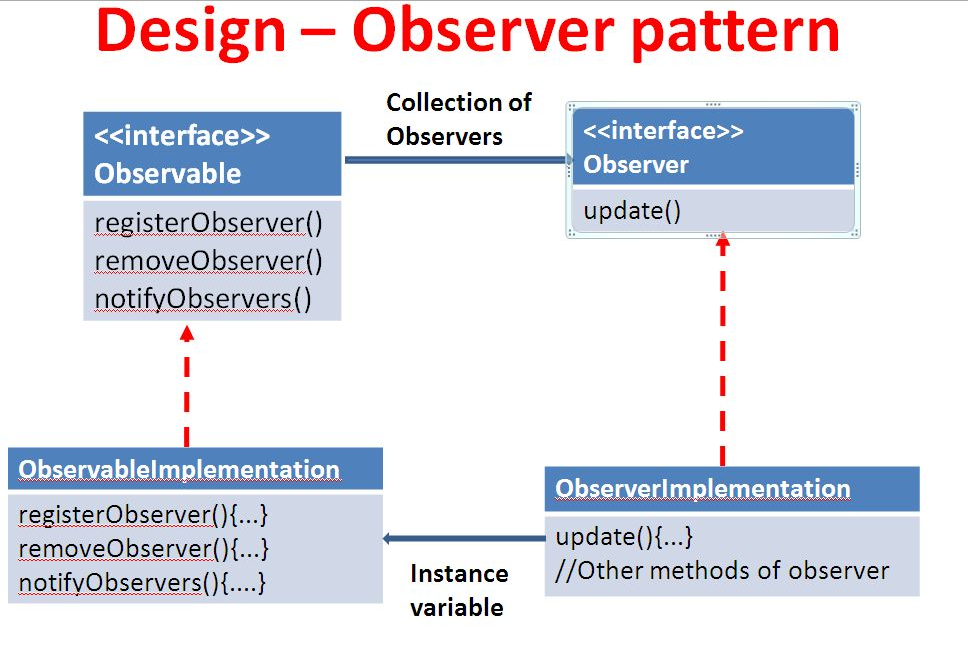 Design – Observer pattern
Collection of
Observers
<<interface>>
Observable
registerObserver()
removeObserver()
notifyObservers()
<<interface>>
Observer
update()
ObservableImplementation
registerObserver(){...}
removeObserver(){...}
notifyObservers(){....}
Instance
variable
ObserverImplementation
update(){...}
//Other methods of observer